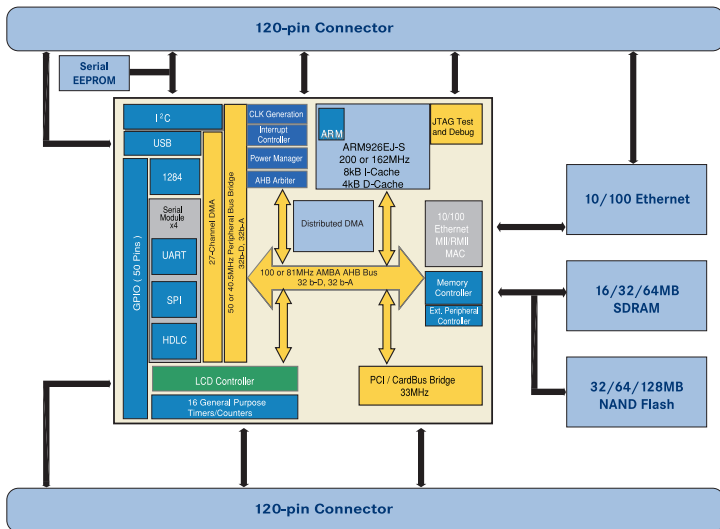 120-pin Connector
Serial
EEPROM
I²C
USB
GPIO ( 50 Pins )
1284
Serial
Module
x4
UART
SPI
HDLC
27-Channel DMA
50 or 40.5MHz Peripheral Bus Bridge
32b-D, 32b-A
CLK Generation
Interrupt
Controller
Power Manager
AHB Arbiter
ARM
ARM926EJ-S
200 or 162MHz
8kB I-Cache
4kB D-Cache
JTAG Test
and Debug
Distributed DMA
10/100
Ethernet
MII/RMII
MAC
100 or 81MHz AMBA AHB Bus
32 b-D, 32 b-A
Memory
Controller
Ext. Peripheral
Controller
LCD Controller
16 General Purpose
Timers/Counters
PCI / CardBus Bridge
33MHz
10/100 Ethernet
16/32/64MB
SDRAM
32/64/128MB
NAND Flash
120-pin Connector